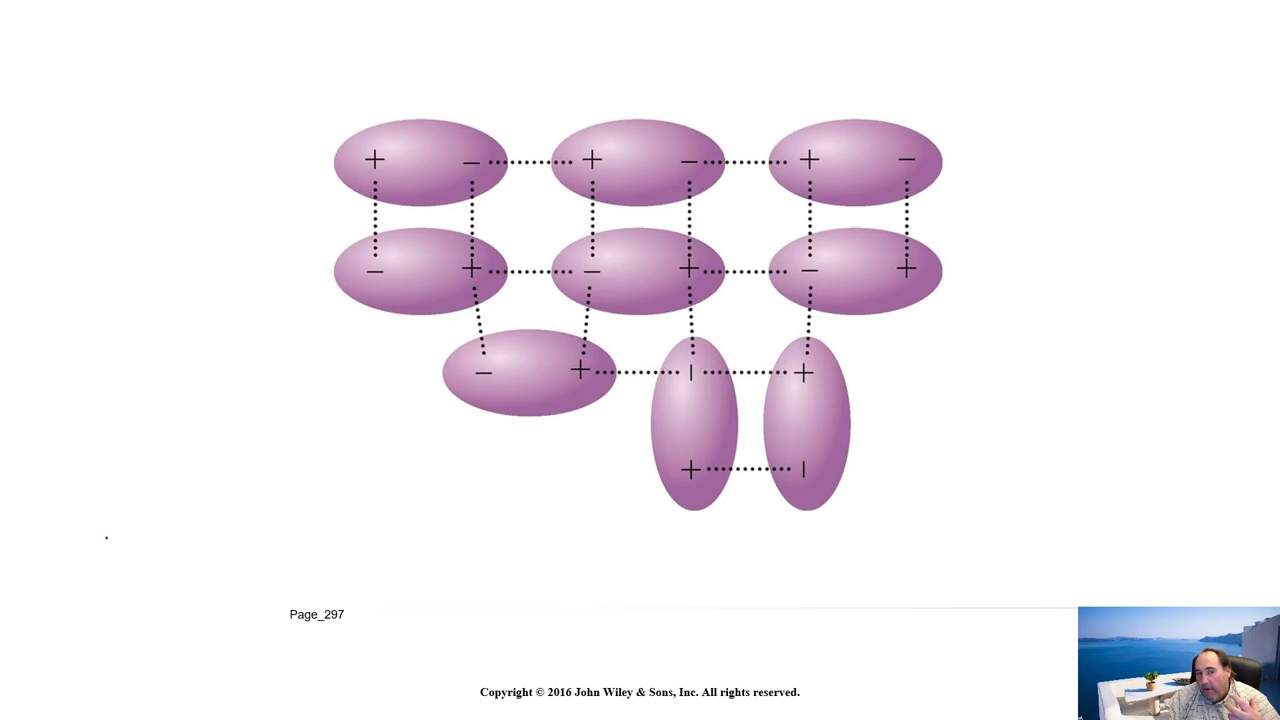 + – + – + –
– + – + – +
– + | +
+ |
Page_297
Copyright © 2016 John Wiley & Sons, Inc. All rights reserved.